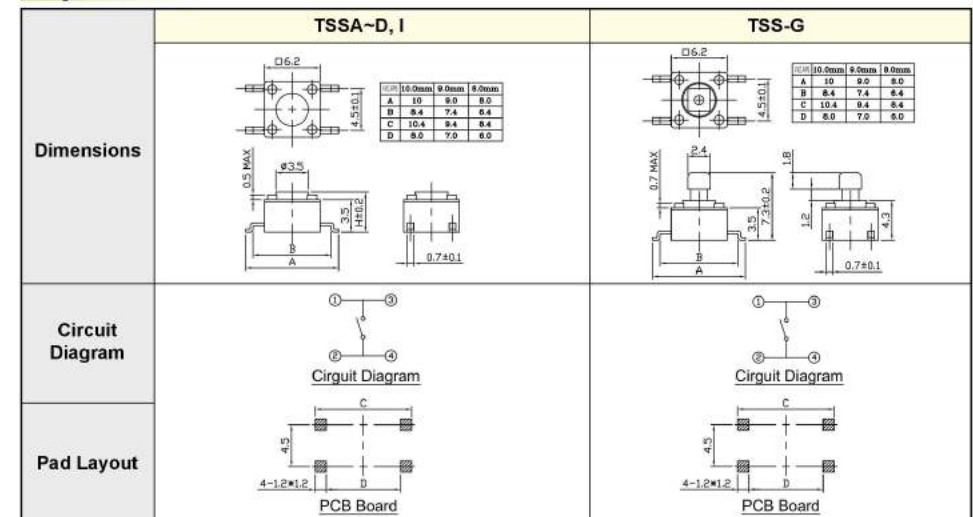 TSSA~D, I
TSS-G
Dimensions
□6.2
4.5±0.1
10.0mm 9.0mm 8.0mm
A 10 9.0 8.0
B 8.4 7.4 6.4
C 10.4 9.4 8.4
D 8.0 7.0 6.0
0.5 MAX
ø3.5
3.5
H±0.2
B
A
0.7±0.1
□6.2
4.5±0.1
10.0mm 9.0mm 8.0mm
A 10 9.0 8.0
B 8.4 7.4 6.4
C 10.4 9.4 8.4
D 8.0 7.0 6.0
0.7 MAX
2.4
3.5
7.3±0.2
B
A
1.8
1.2
4.3
0.7±0.1
Circuit
Diagram
① ③
② ④
Cirguit Diagram
① ③
② ④
Cirguit Diagram
Pad Layout
C
4.5
4-1.2*1.2
D
PCB Board
C
4.5
4-1.2*1.2
D
PCB Board